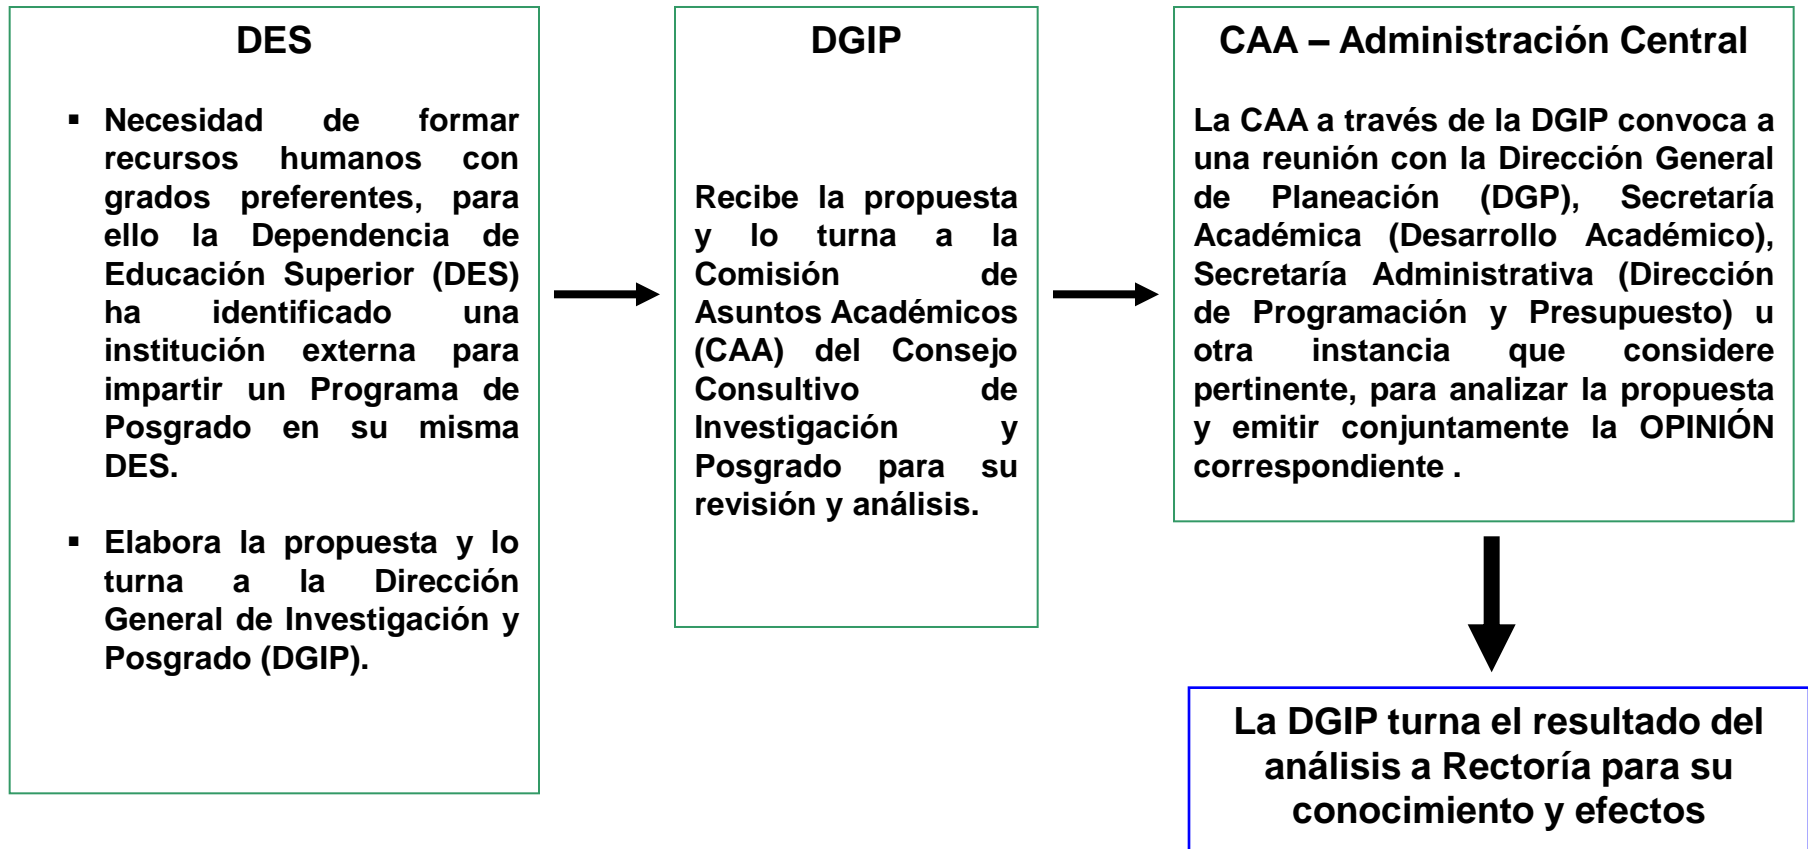 DES
▪ Necesidad de formar
recursos humanos con
grados preferentes, para
ello la Dependencia de
Educación Superior (DES)
ha identificado una
institución externa para
impartir un Programa de
Posgrado en su misma
DES.
▪ Elabora la propuesta y lo
turna a la Dirección
General de Investigación y
Posgrado (DGIP).
DGIP
Recibe la propuesta
y lo turna a la
Comisión de
Asuntos Académicos
(CAA) del Consejo
Consultivo de
Investigación y
Posgrado para su
revisión y análisis.
CAA – Administración Central
La CAA a través de la DGIP convoca a
una reunión con la Dirección General
de Planeación (DGP), Secretaría
Académica (Desarrollo Académico),
Secretaría Administrativa (Dirección
de Programación y Presupuesto) u
otra instancia que considere
pertinente, para analizar la propuesta
y emitir conjuntamente la OPINIÓN
correspondiente .
La DGIP turna el resultado del
análisis a Rectoría para su
conocimiento y efectos